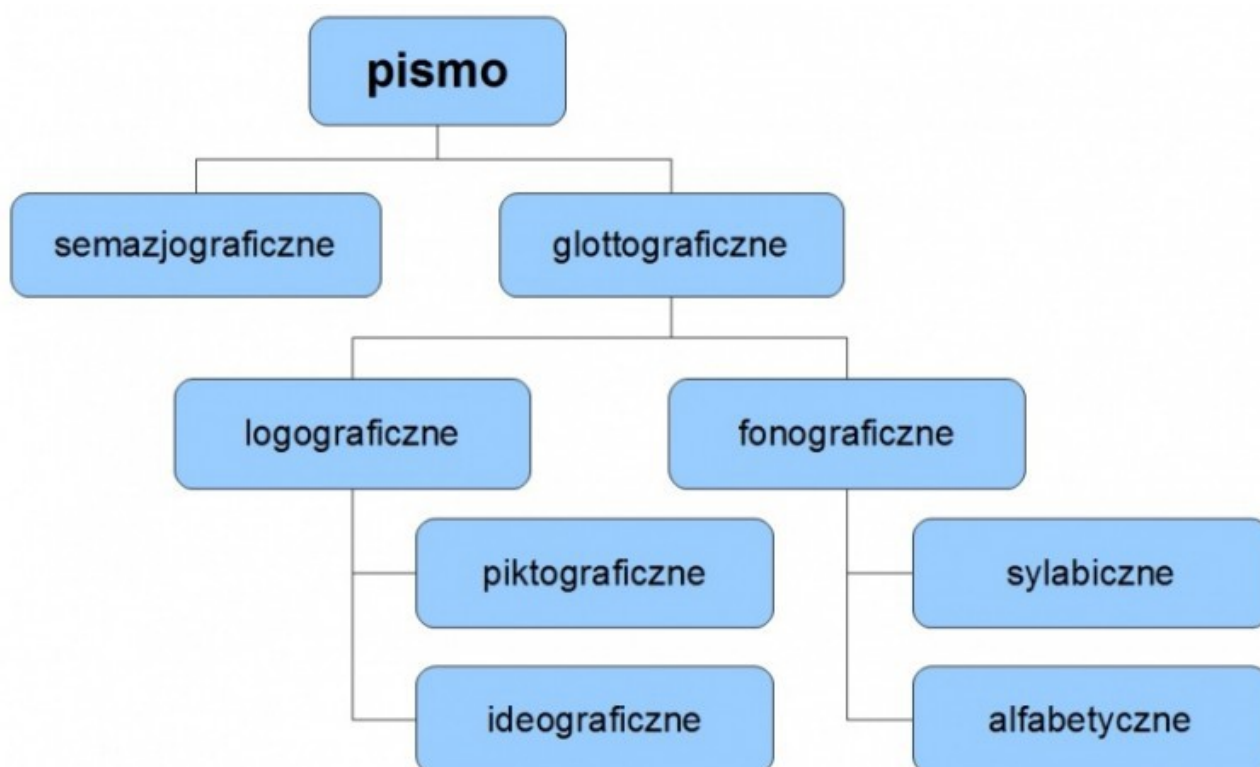 pismo
semazjograficzne
glottograficzne
logograficzne
fonograficzne
piktograficzne
sylabiczne
ideograficzne
alfabetyczne